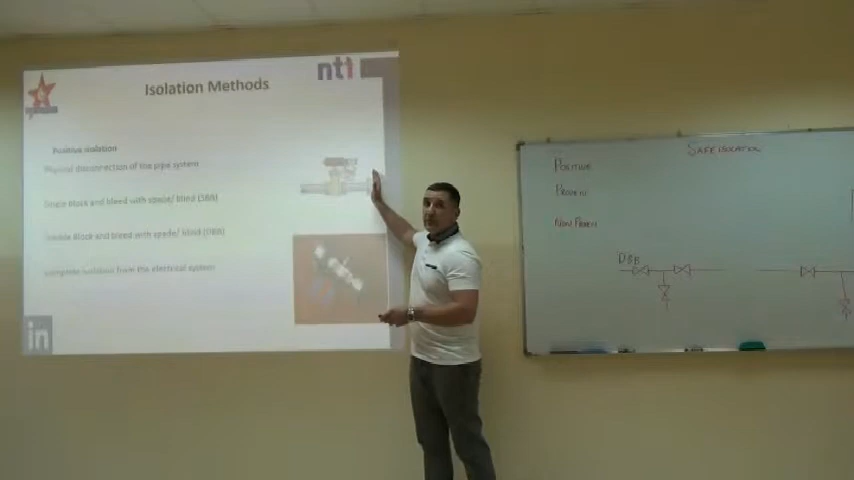 nti
Isolation Methods
Positive isolation
Physical disconnection of the pipe system
Single Block and bleed with spade/ blind (SBB)
Double Block and bleed with spade/ blind (DBB)
Complete isolation from the electrical system
in
SAFE ISOLATION
POSITIVE
PROVEN
NON PROVEN
DBB